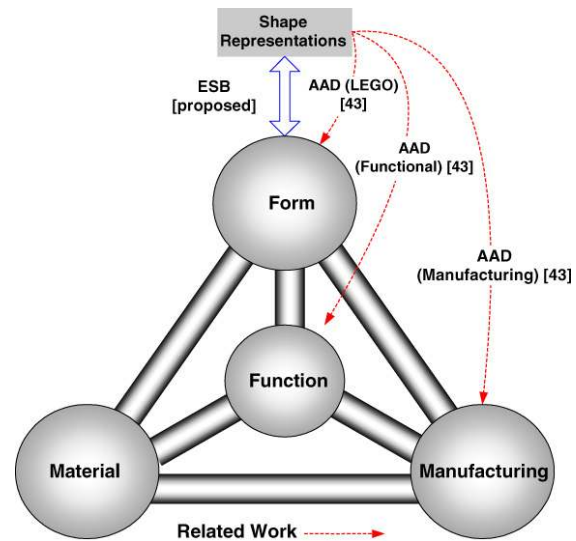 Shape
Representations
ESB
[proposed]
AAD (LEGO)
[43]
AAD
(Functional) [43]
Form
AAD
(Manufacturing) [43]
Function
Material
Manufacturing
Related Work